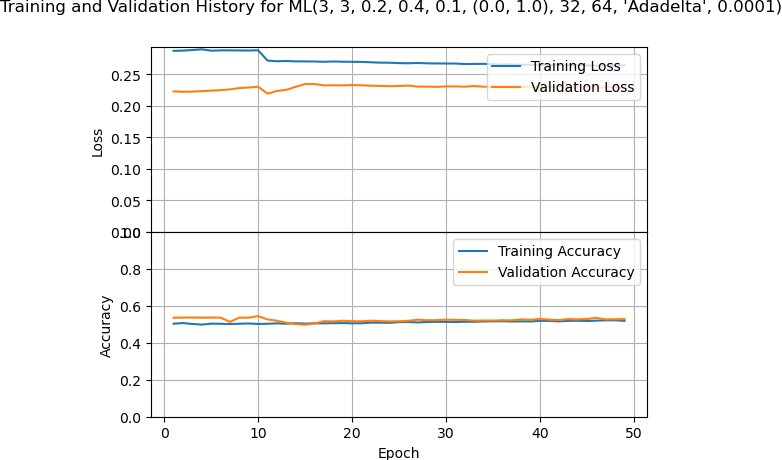 Training and Validation History for ML(3, 3, 0.2, 0.4, 0.1, (0.0, 1.0), 32, 64, 'Adadelta', 0.0001)
0.25
0.20
0.15
0.10
0.05
0.00
Loss
Training Loss
Validation Loss
1.0
0.8
0.6
0.4
0.2
0.0
Accuracy
Training Accuracy
Validation Accuracy
0
10
20
30
40
50
Epoch